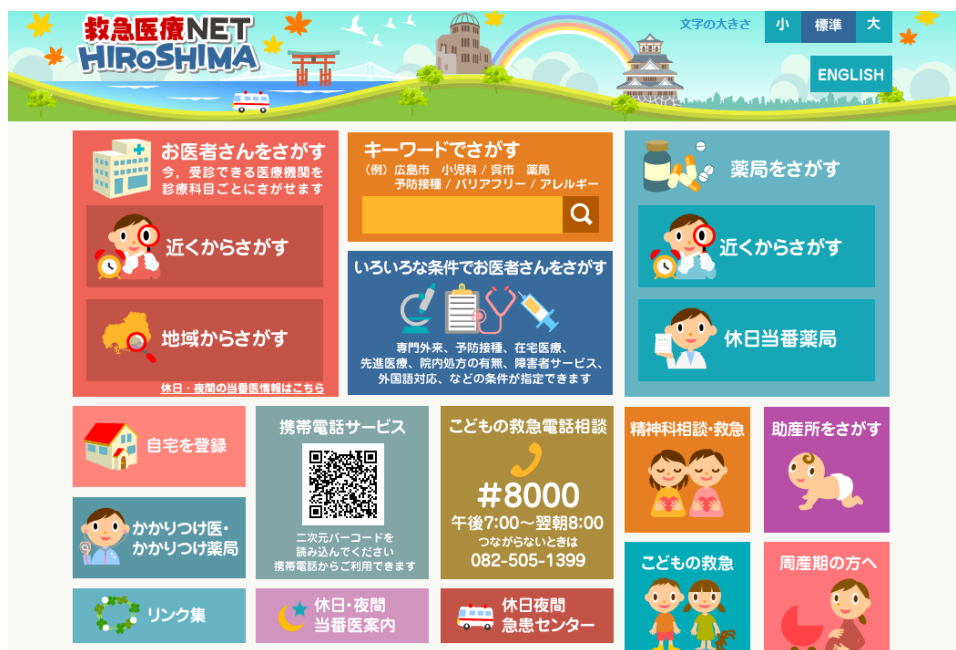 救急医療NET
HIROSHIMA
文字の大きさ 小 標準 大
ENGLISH
お医者さんをさがす
今、受診できる医療機関を
診療科目ごとにさがせます
近くからさがす
地域からさがす
休日・夜間の当番医情報はこちら
キーワードでさがす
(例) 広島市 小児科 / 呉市 薬局
予防接種 / バリアフリー / アレルギー
いろいろな条件でお医者さんをさがす
専門外来、予防接種、在宅医療、
先進医療、院内処方の有無、障害者サービス、
外国語対応、などの条件が指定できます
薬局をさがす
近くからさがす
休日当番薬局
自宅を登録
かかりつけ医・
かかりつけ薬局
リンク集
携帯電話サービス
二次元バーコードを
読み込んでください
携帯電話からご利用できます
休日・夜間
当番医案内
こどもの救急電話相談
#8000
午後7:00～翌朝8:00
つながらないときは
082-505-1399
休日夜間
急患センター
精神科相談・救急
助産所をさがす
こどもの救急
周産期の方へ